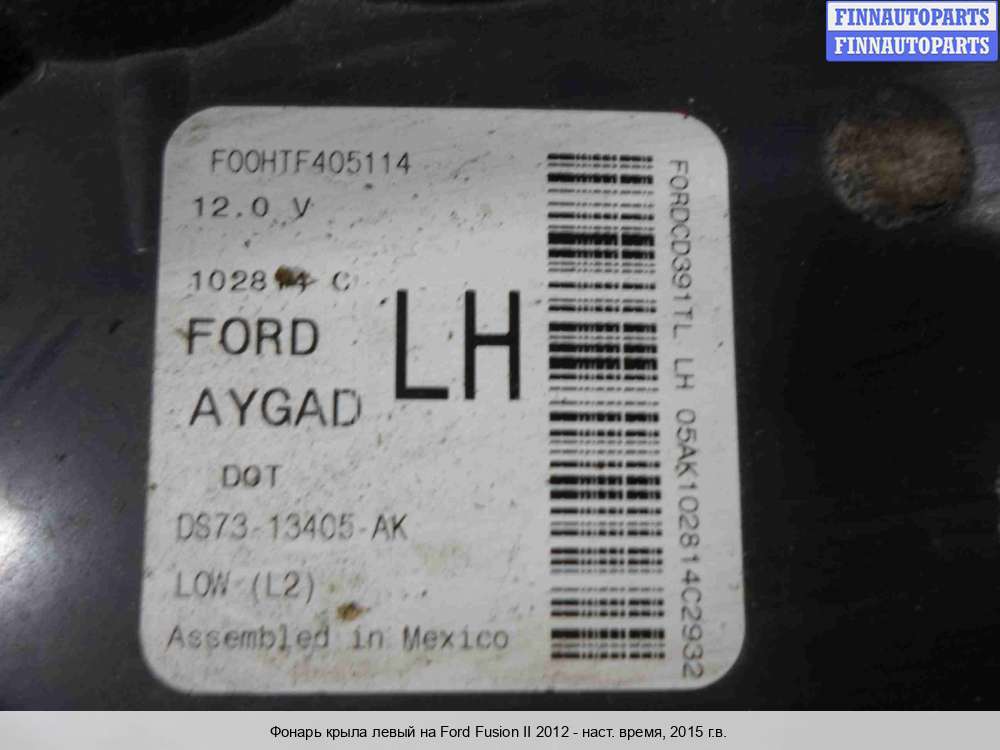 FINNAUTOPARTS
FINNAUTOPARTS
F00HTF405114
12.0 V
102814 C
FORD
LH
AYGAD
DOT
DS73-13405-AK
LOW (L2)
Assembled in Mexico
FORDCD391TL LH 05AK102814C2932
Фонарь крыла левый на Ford Fusion II 2012 - наст. время, 2015 г.в.